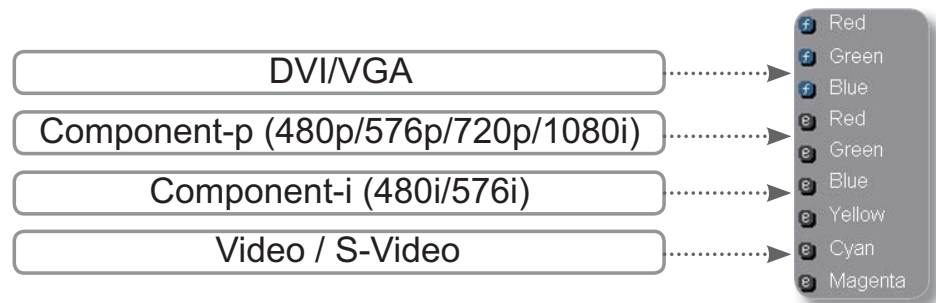 DVI/VGA
Component-p (480p/576p/720p/1080i)
Component-i (480i/576i)
Video / S-Video
f Red
f Green
f Blue
e Red
e Green
e Blue
e Yellow
e Cyan
e Magenta